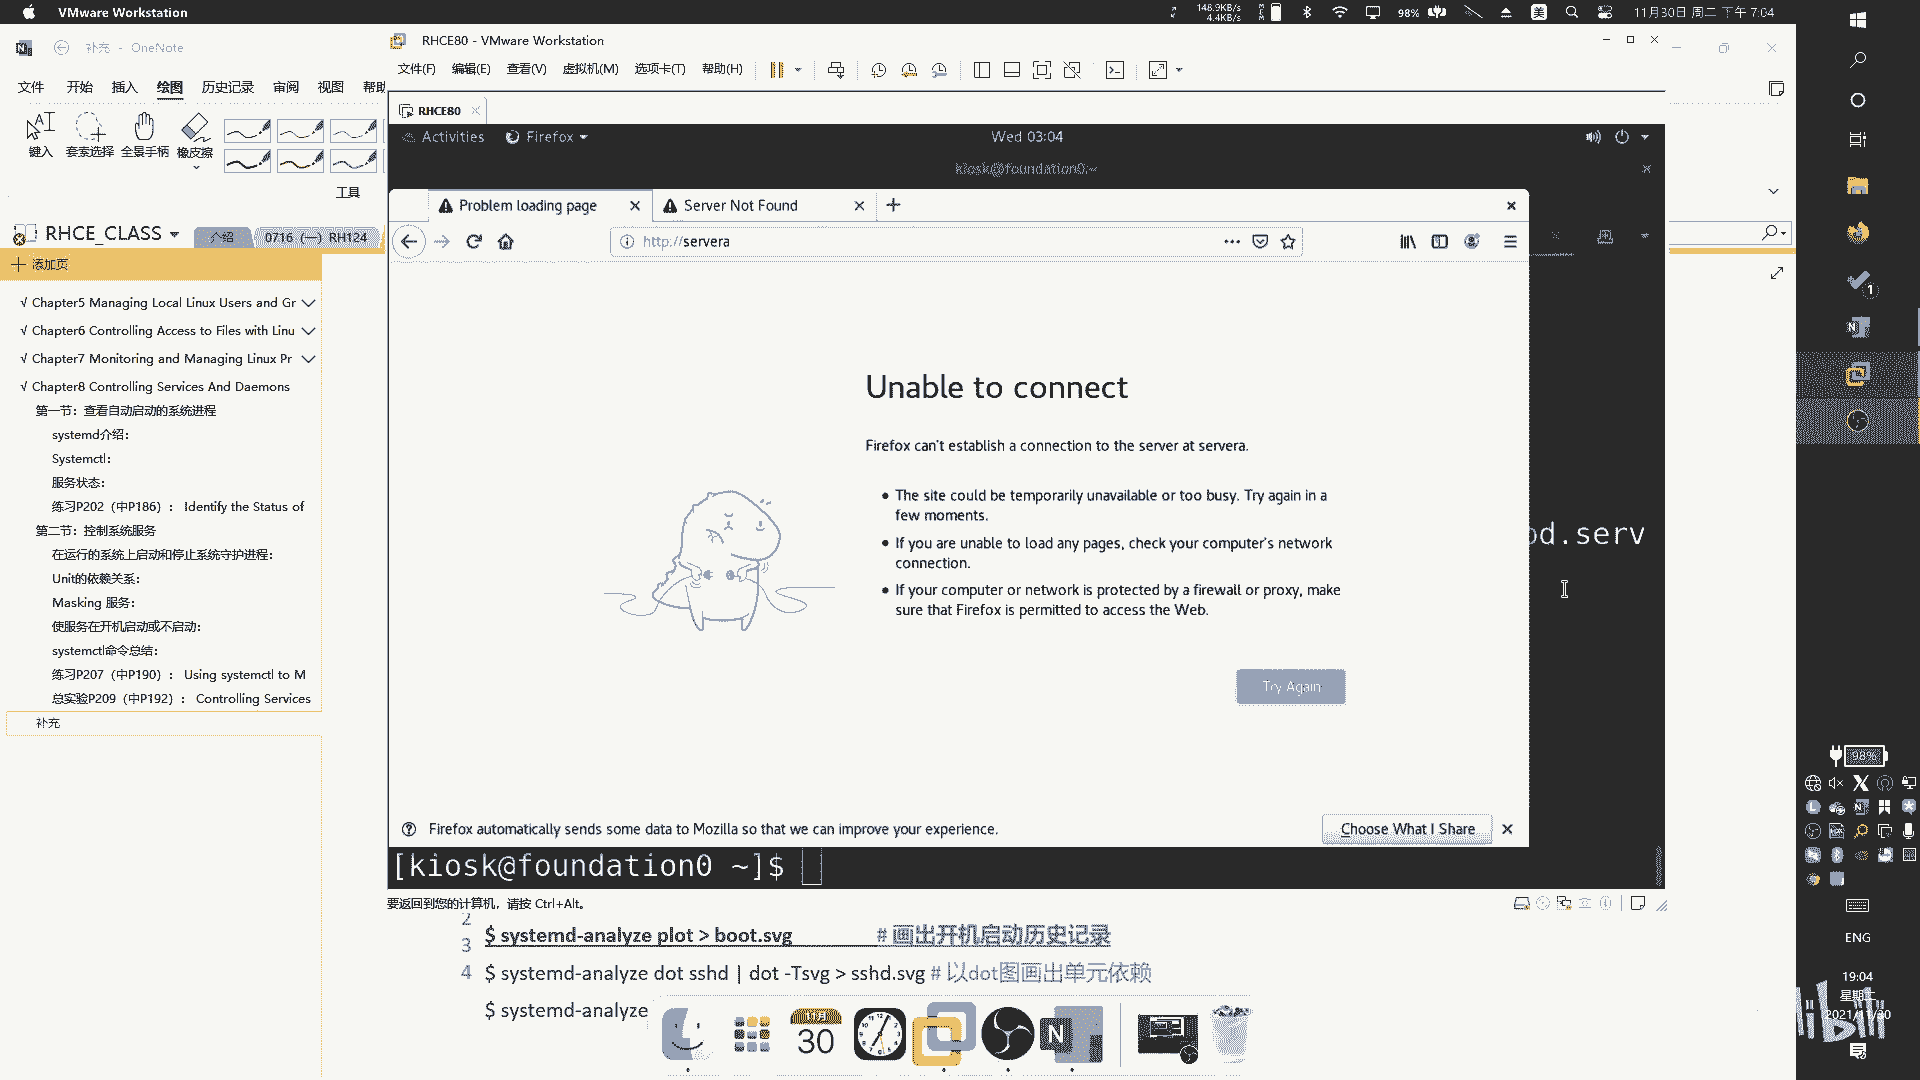 VMware Workstation
148.9KB/s
4.4KB/s
98%
美
11月30日 周二 下午 7:04
补充 - OneNote
文件 开始 插入 绘图 历史记录 审阅 视图 帮助
键入 套索选择 全景手柄 橡皮擦
工具
RHCE_CLASS
介绍
0716 (一) RH124
添加页
√ Chapter5 Managing Local Linux Users and Gr
√ Chapter6 Controlling Access to Files with Linu
√ Chapter7 Monitoring and Managing Linux Pr
√ Chapter8 Controlling Services And Daemons
第一节：查看自动启动的系统进程
systemd介绍：
Systemctl：
服务状态：
练习P202（中P186）： Identify the Status of
第二节：控制系统服务
在运行的系统上启动和停止系统守护进程：
Unit的依赖关系：
Masking 服务：
使服务在开机启动或不启动：
systemctl命令总结：
练习P207（中P190）： Using systemctl to M
总实验P209（中P192）： Controlling Services
补充
RHCE80 - VMware Workstation
文件(F) 编辑(E) 查看(V) 虚拟机(M) 选项卡(T) 帮助(H)
RHCE80
Activities Firefox
Wed 03:04
kiosk@foundation0:~
Problem loading page
Server Not Found
http://servera
Unable to connect
Firefox can't establish a connection to the server at servera.
The site could be temporarily unavailable or too busy. Try again in a
few moments.
If you are unable to load any pages, check your computer's network
connection.
If your computer or network is protected by a firewall or proxy, make
sure that Firefox is permitted to access the Web.
Try Again
od.serv
Firefox automatically sends some data to Mozilla so that we can improve your experience.
Choose What I Share
[kiosk@foundation0 ~]$
要返回到您的计算机，请按 Ctrl+Alt。
2
3 $ systemd-analyze plot > boot.svg # 画出开机启动历史记录
4 $ systemd-analyze dot sshd | dot -Tsvg > sshd.svg # 以dot图画出单元依赖
$ systemd-analyze
11月
30
N
1
98%
ENG
19:04
星期二
2021/11/30